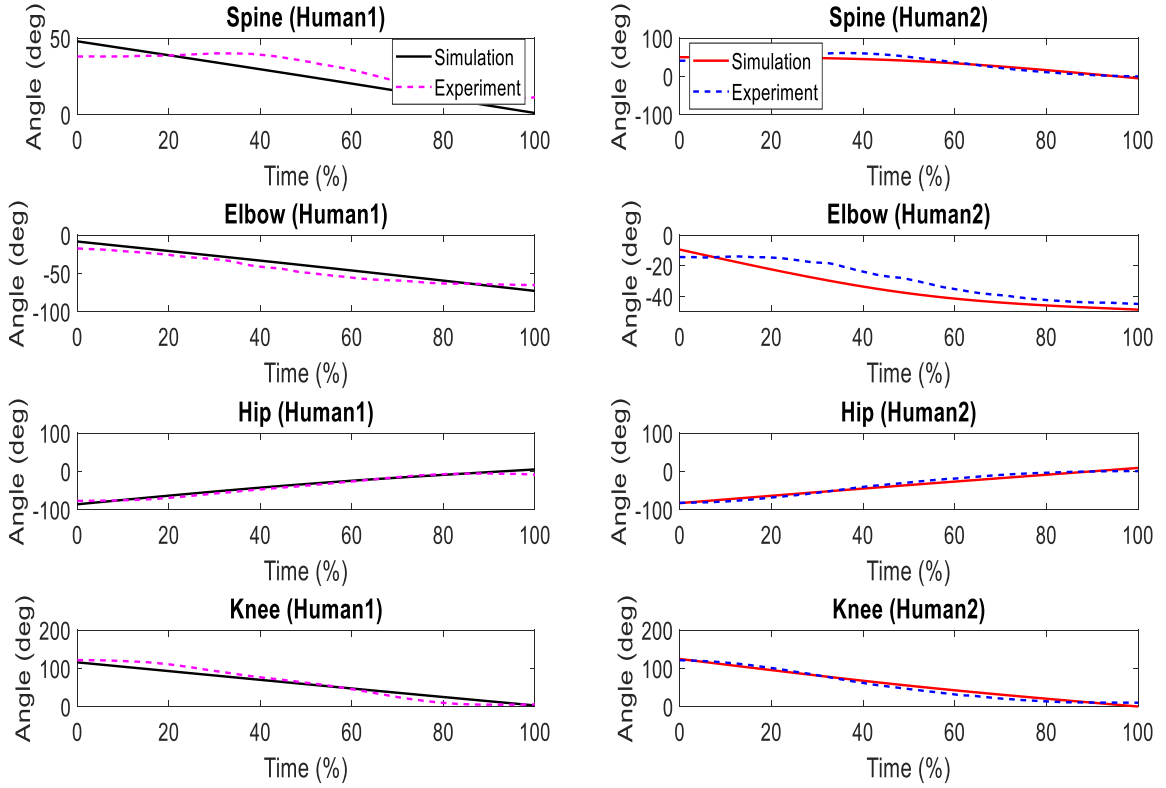 Spine (Human1)
Angle (deg)
50
0
Simulation
Experiment
0 20 40 60 80 100
Time (%)
Spine (Human2)
Angle (deg)
100
0
-100
Simulation
Experiment
0 20 40 60 80 100
Time (%)
Elbow (Human1)
Angle (deg)
0
-50
-100
0 20 40 60 80 100
Time (%)
Elbow (Human2)
Angle (deg)
0
-20
-40
0 20 40 60 80 100
Time (%)
Hip (Human1)
Angle (deg)
100
0
-100
0 20 40 60 80 100
Time (%)
Hip (Human2)
Angle (deg)
100
0
-100
0 20 40 60 80 100
Time (%)
Knee (Human1)
Angle (deg)
200
100
0
0 20 40 60 80 100
Time (%)
Knee (Human2)
Angle (deg)
200
100
0
0 20 40 60 80 100
Time (%)